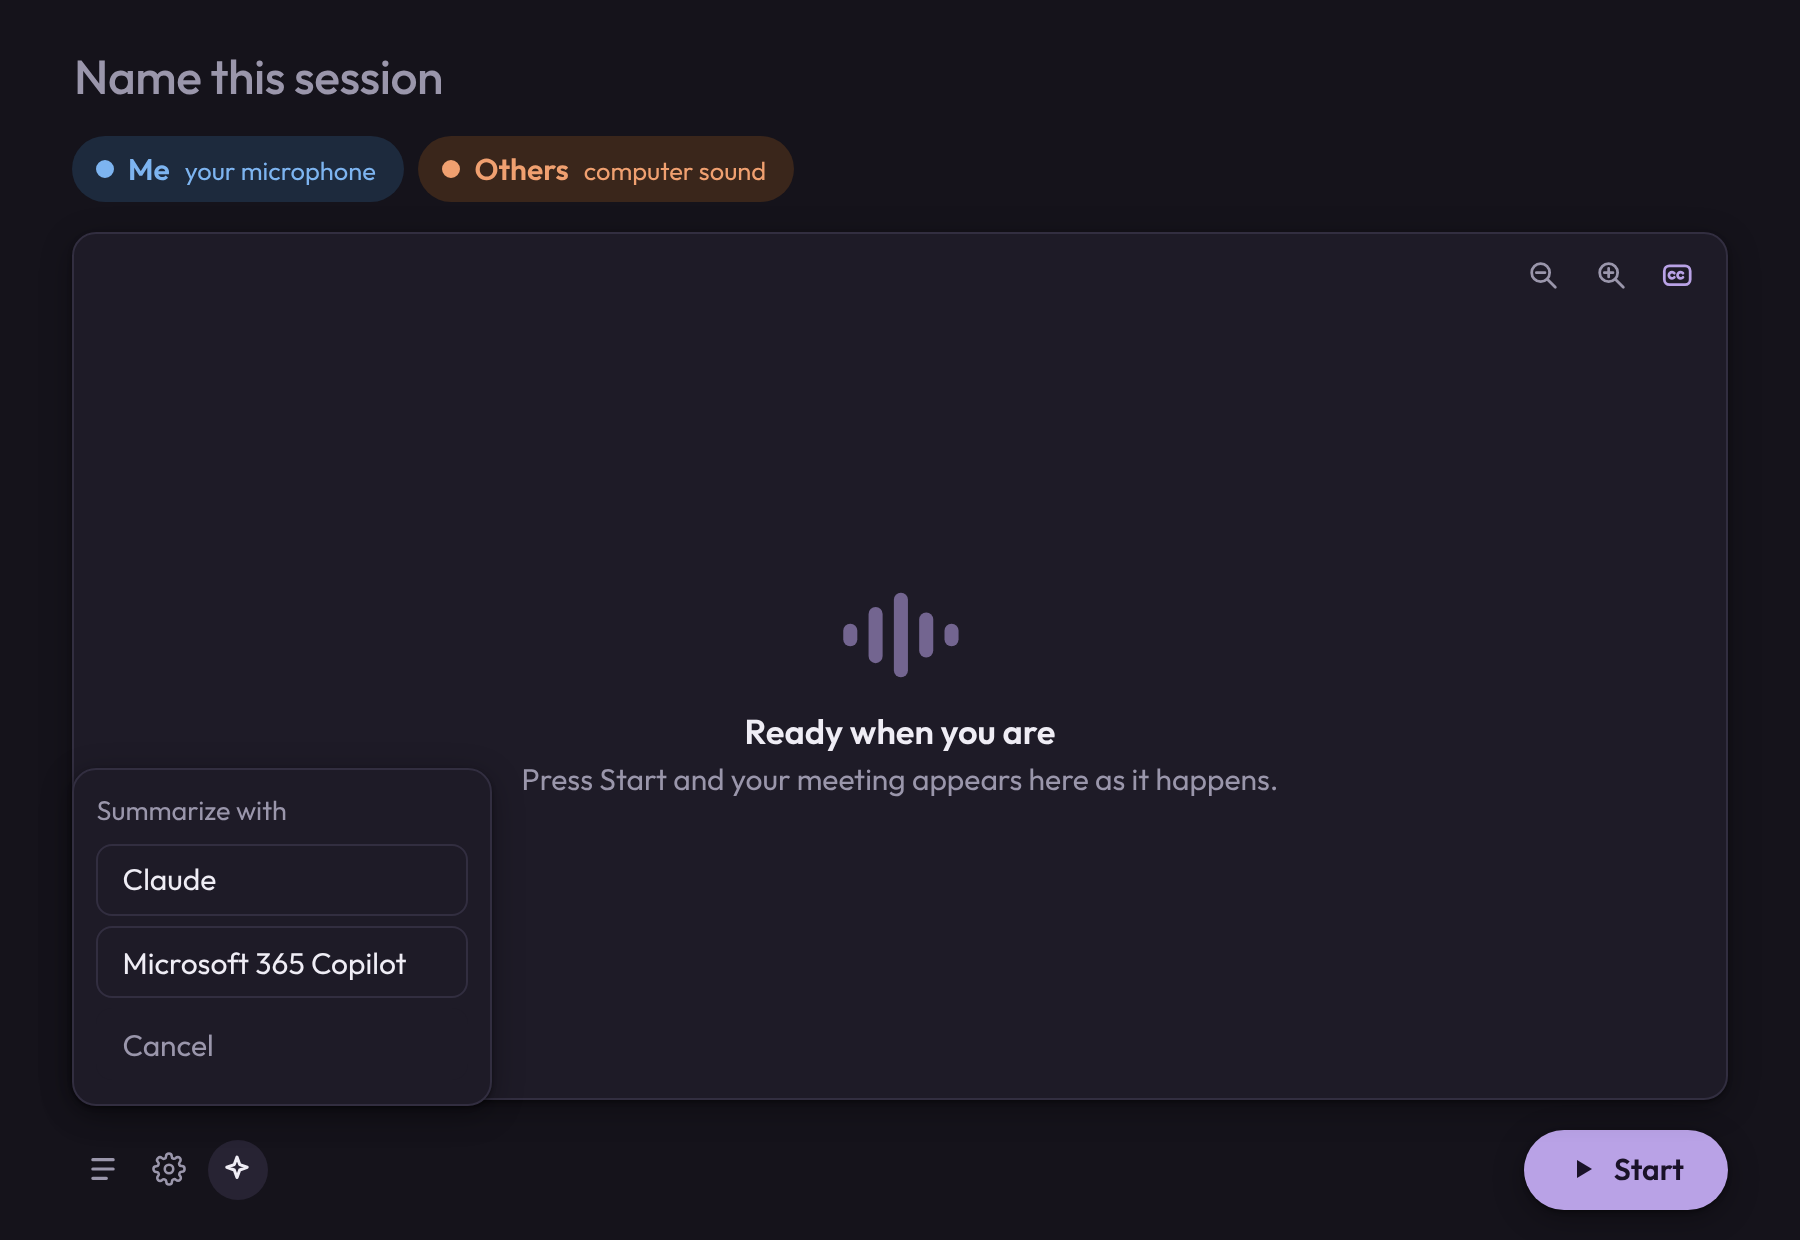 Name this session
Me your microphone
Others computer sound
CC
Ready when you are
Press Start and your meeting appears here as it happens.
Summarize with
Claude
Microsoft 365 Copilot
Cancel
Start